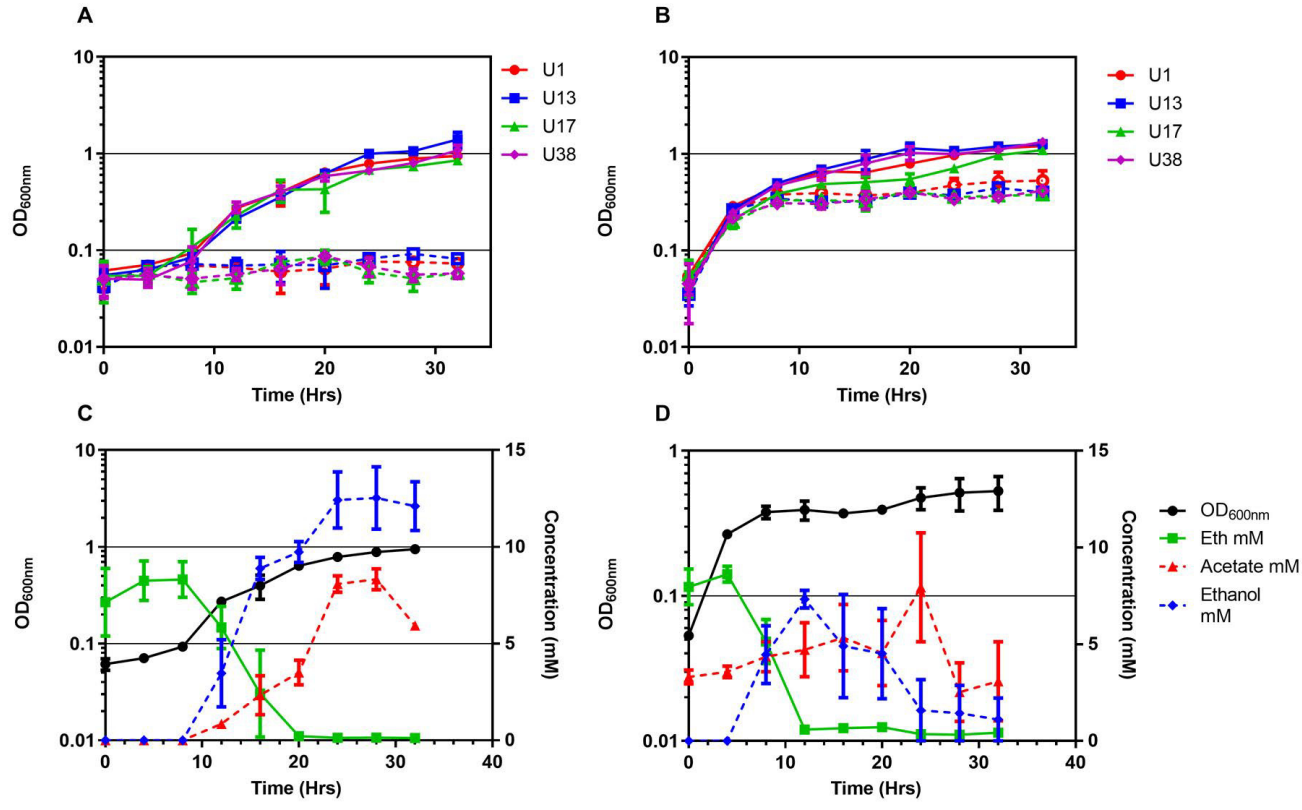 A
10
1
0.1
0.01
OD600nm
0
10
20
30
Time (Hrs)
U1
U13
U17
U38
B
10
1
0.1
0.01
OD600nm
0
10
20
30
Time (Hrs)
U1
U13
U17
U38
C
10
1
0.1
0.01
OD600nm
15
10
5
0
Concentration (mM)
0
10
20
30
40
Time (Hrs)
D
1
0.1
0.01
OD600nm
15
10
5
0
Concentration (mM)
0
10
20
30
40
Time (Hrs)
OD600nm
Eth mM
Acetate mM
Ethanol
mM